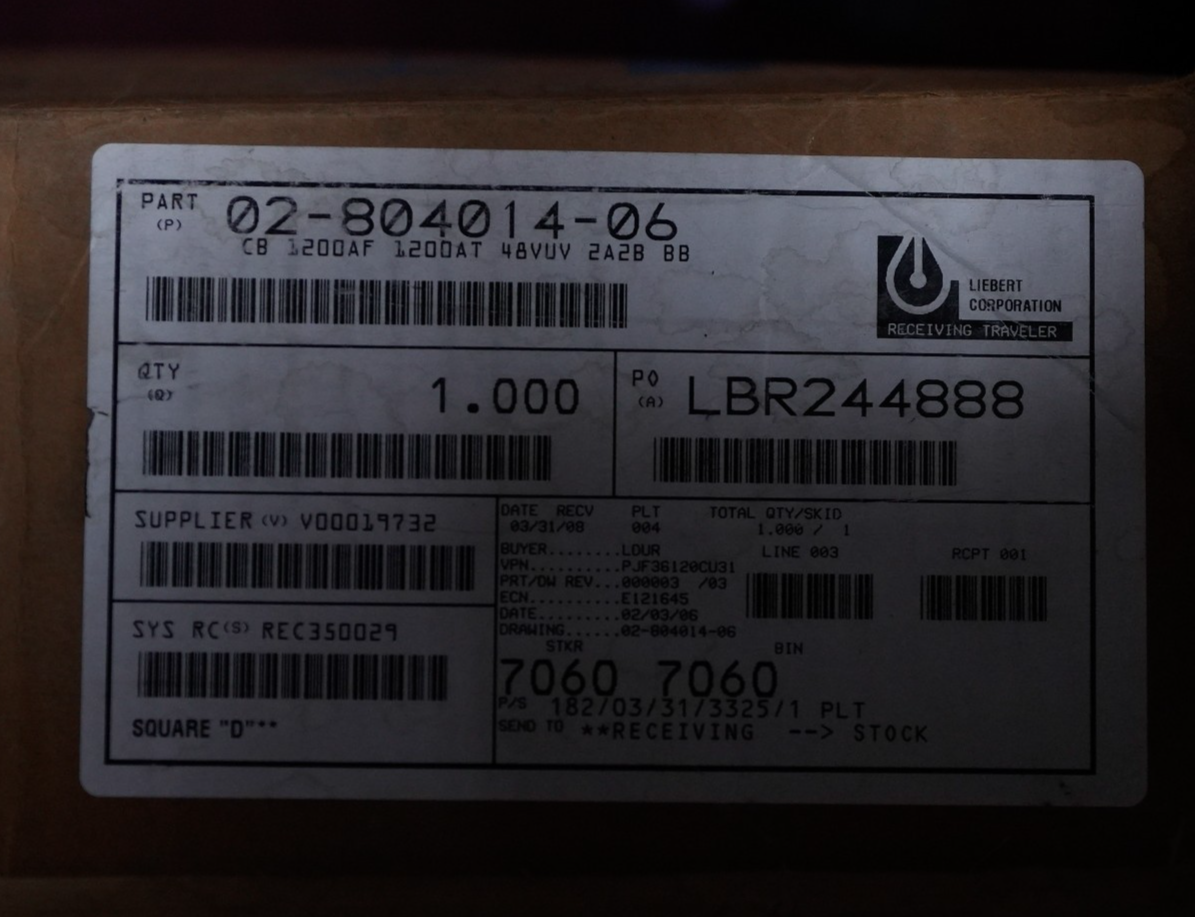 PART
(P)
02-804014-06
CB 1200AF 1200AT 48VUV 2A2B BB
LIEBERT
CORPORATION
RECEIVING TRAVELER
QTY
(Q)
1.000
PO
(A)
LBR244888
SUPPLIER (V) V00019732
SYS RC(S) REC350029
SQUARE "D"**
DATE RECV PLT TOTAL QTY/SKID
03/31/08 004 1.000 / 1
BUYER........LOUR LINE 003 RCPT 001
VPN..........PJF36120CU31
PRT/DW REV...000003 /03
ECN..........E121645
DATE.........02/03/06
DRAWING......02-804014-06
STKR BIN
7060 7060
P/S 182/03/31/3325/1 PLT
SEND TO **RECEIVING --> STOCK